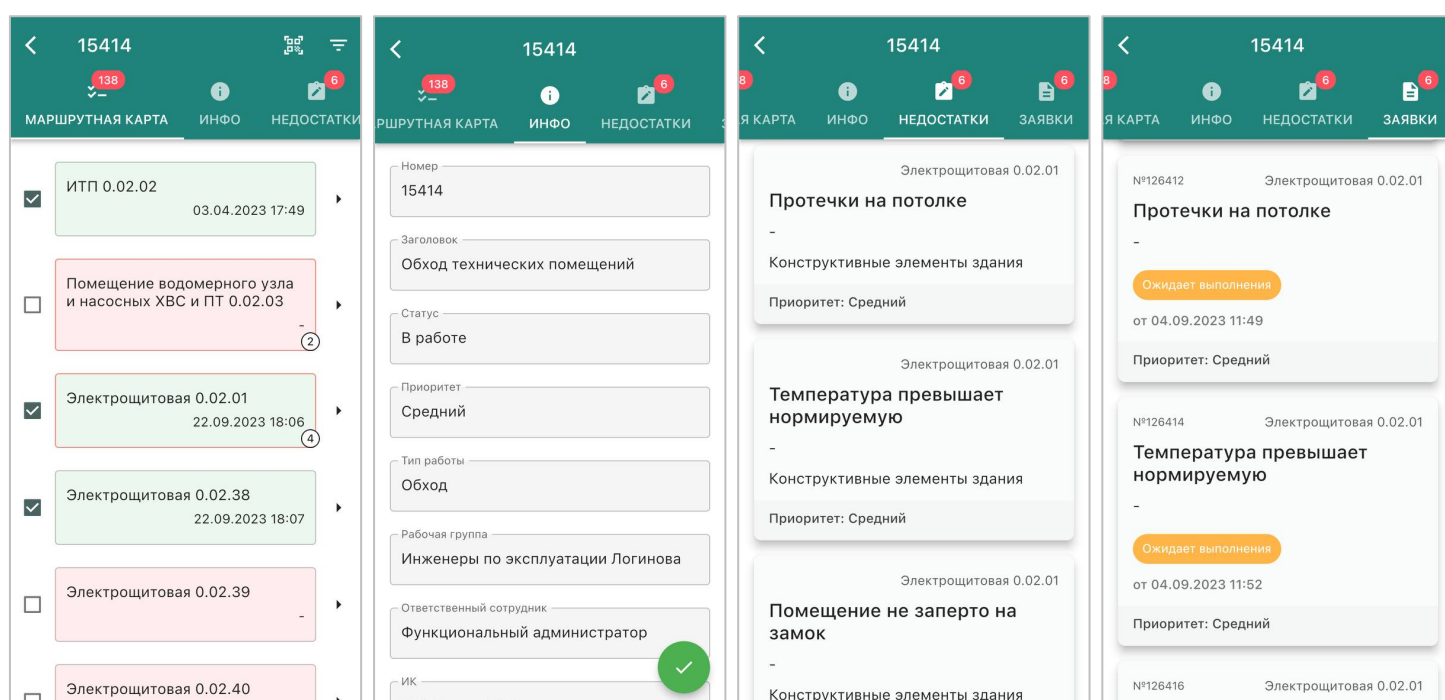 15414
138
6
МАРШРУТНАЯ КАРТА
ИНФО
НЕДОСТАТКИ
ИТП 0.02.02
03.04.2023 17:49
Помещение водомерного узла
и насосных ХВС и ПТ 0.02.03
-
2
Электрощитовая 0.02.01
22.09.2023 18:06
4
Электрощитовая 0.02.38
22.09.2023 18:07
Электрощитовая 0.02.39
-
Электрощитовая 0.02.40
15414
138
6
РШРУТНАЯ КАРТА
ИНФО
НЕДОСТАТКИ
Номер
15414
Заголовок
Обход технических помещений
Статус
В работе
Приоритет
Средний
Тип работы
Обход
Рабочая группа
Инженеры по эксплуатации Логинова
Ответственный сотрудник
Функциональный администратор
ИК
15414
8
6
6
Я КАРТА
ИНФО
НЕДОСТАТКИ
ЗАЯВКИ
Электрощитовая 0.02.01
Протечки на потолке
-
Конструктивные элементы здания
Приоритет: Средний
Электрощитовая 0.02.01
Температура превышает
нормируемую
-
Конструктивные элементы здания
Приоритет: Средний
Электрощитовая 0.02.01
Помещение не заперто на
замок
-
Конструктивные элементы здания
15414
8
6
6
Я КАРТА
ИНФО
НЕДОСТАТКИ
ЗАЯВКИ
№126412
Электрощитовая 0.02.01
Протечки на потолке
-
Ожидает выполнения
от 04.09.2023 11:49
Приоритет: Средний
№126414
Электрощитовая 0.02.01
Температура превышает
нормируемую
-
Ожидает выполнения
от 04.09.2023 11:52
Приоритет: Средний
№126416
Электрощитовая 0.02.01